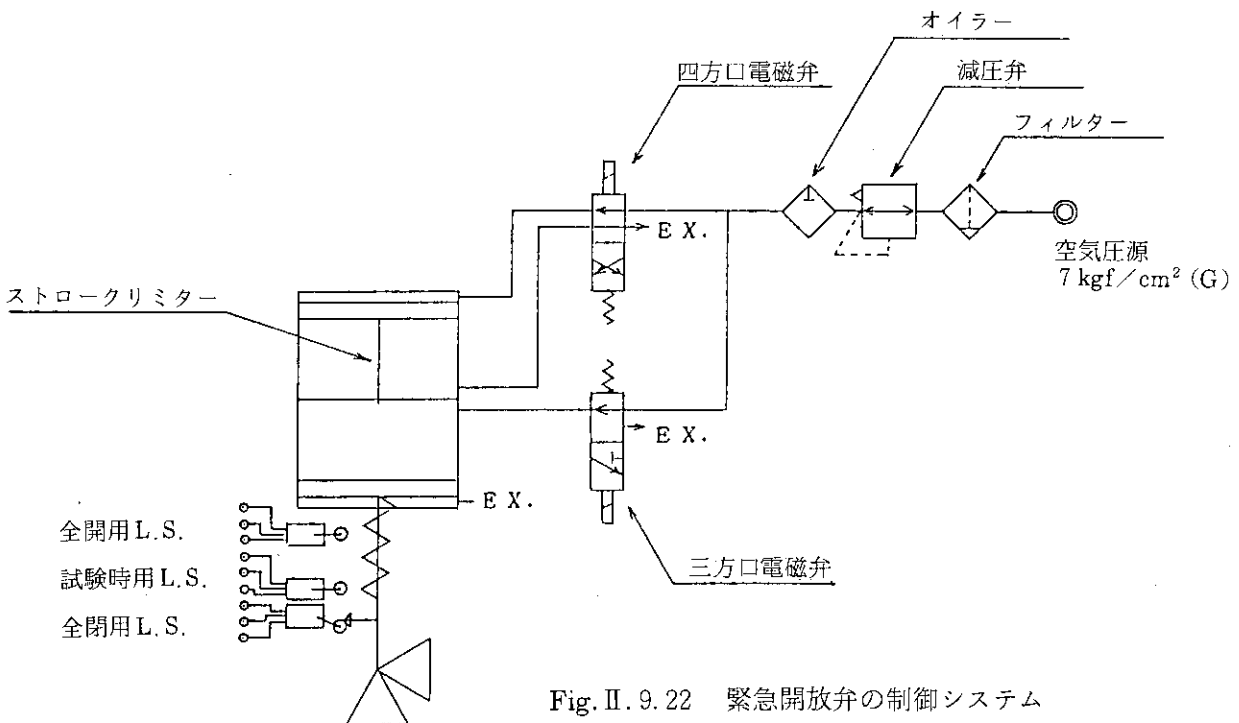 オイラー
四方口電磁弁
減圧弁
フィルター
EX.
空気圧源
7 kgf/cm² (G)
ストロークリミター
EX.
EX.
全開用L.S.
試験時用L.S.
全閉用L.S.
三方口電磁弁
Fig.Ⅱ.9.22 緊急開放弁の制御システム